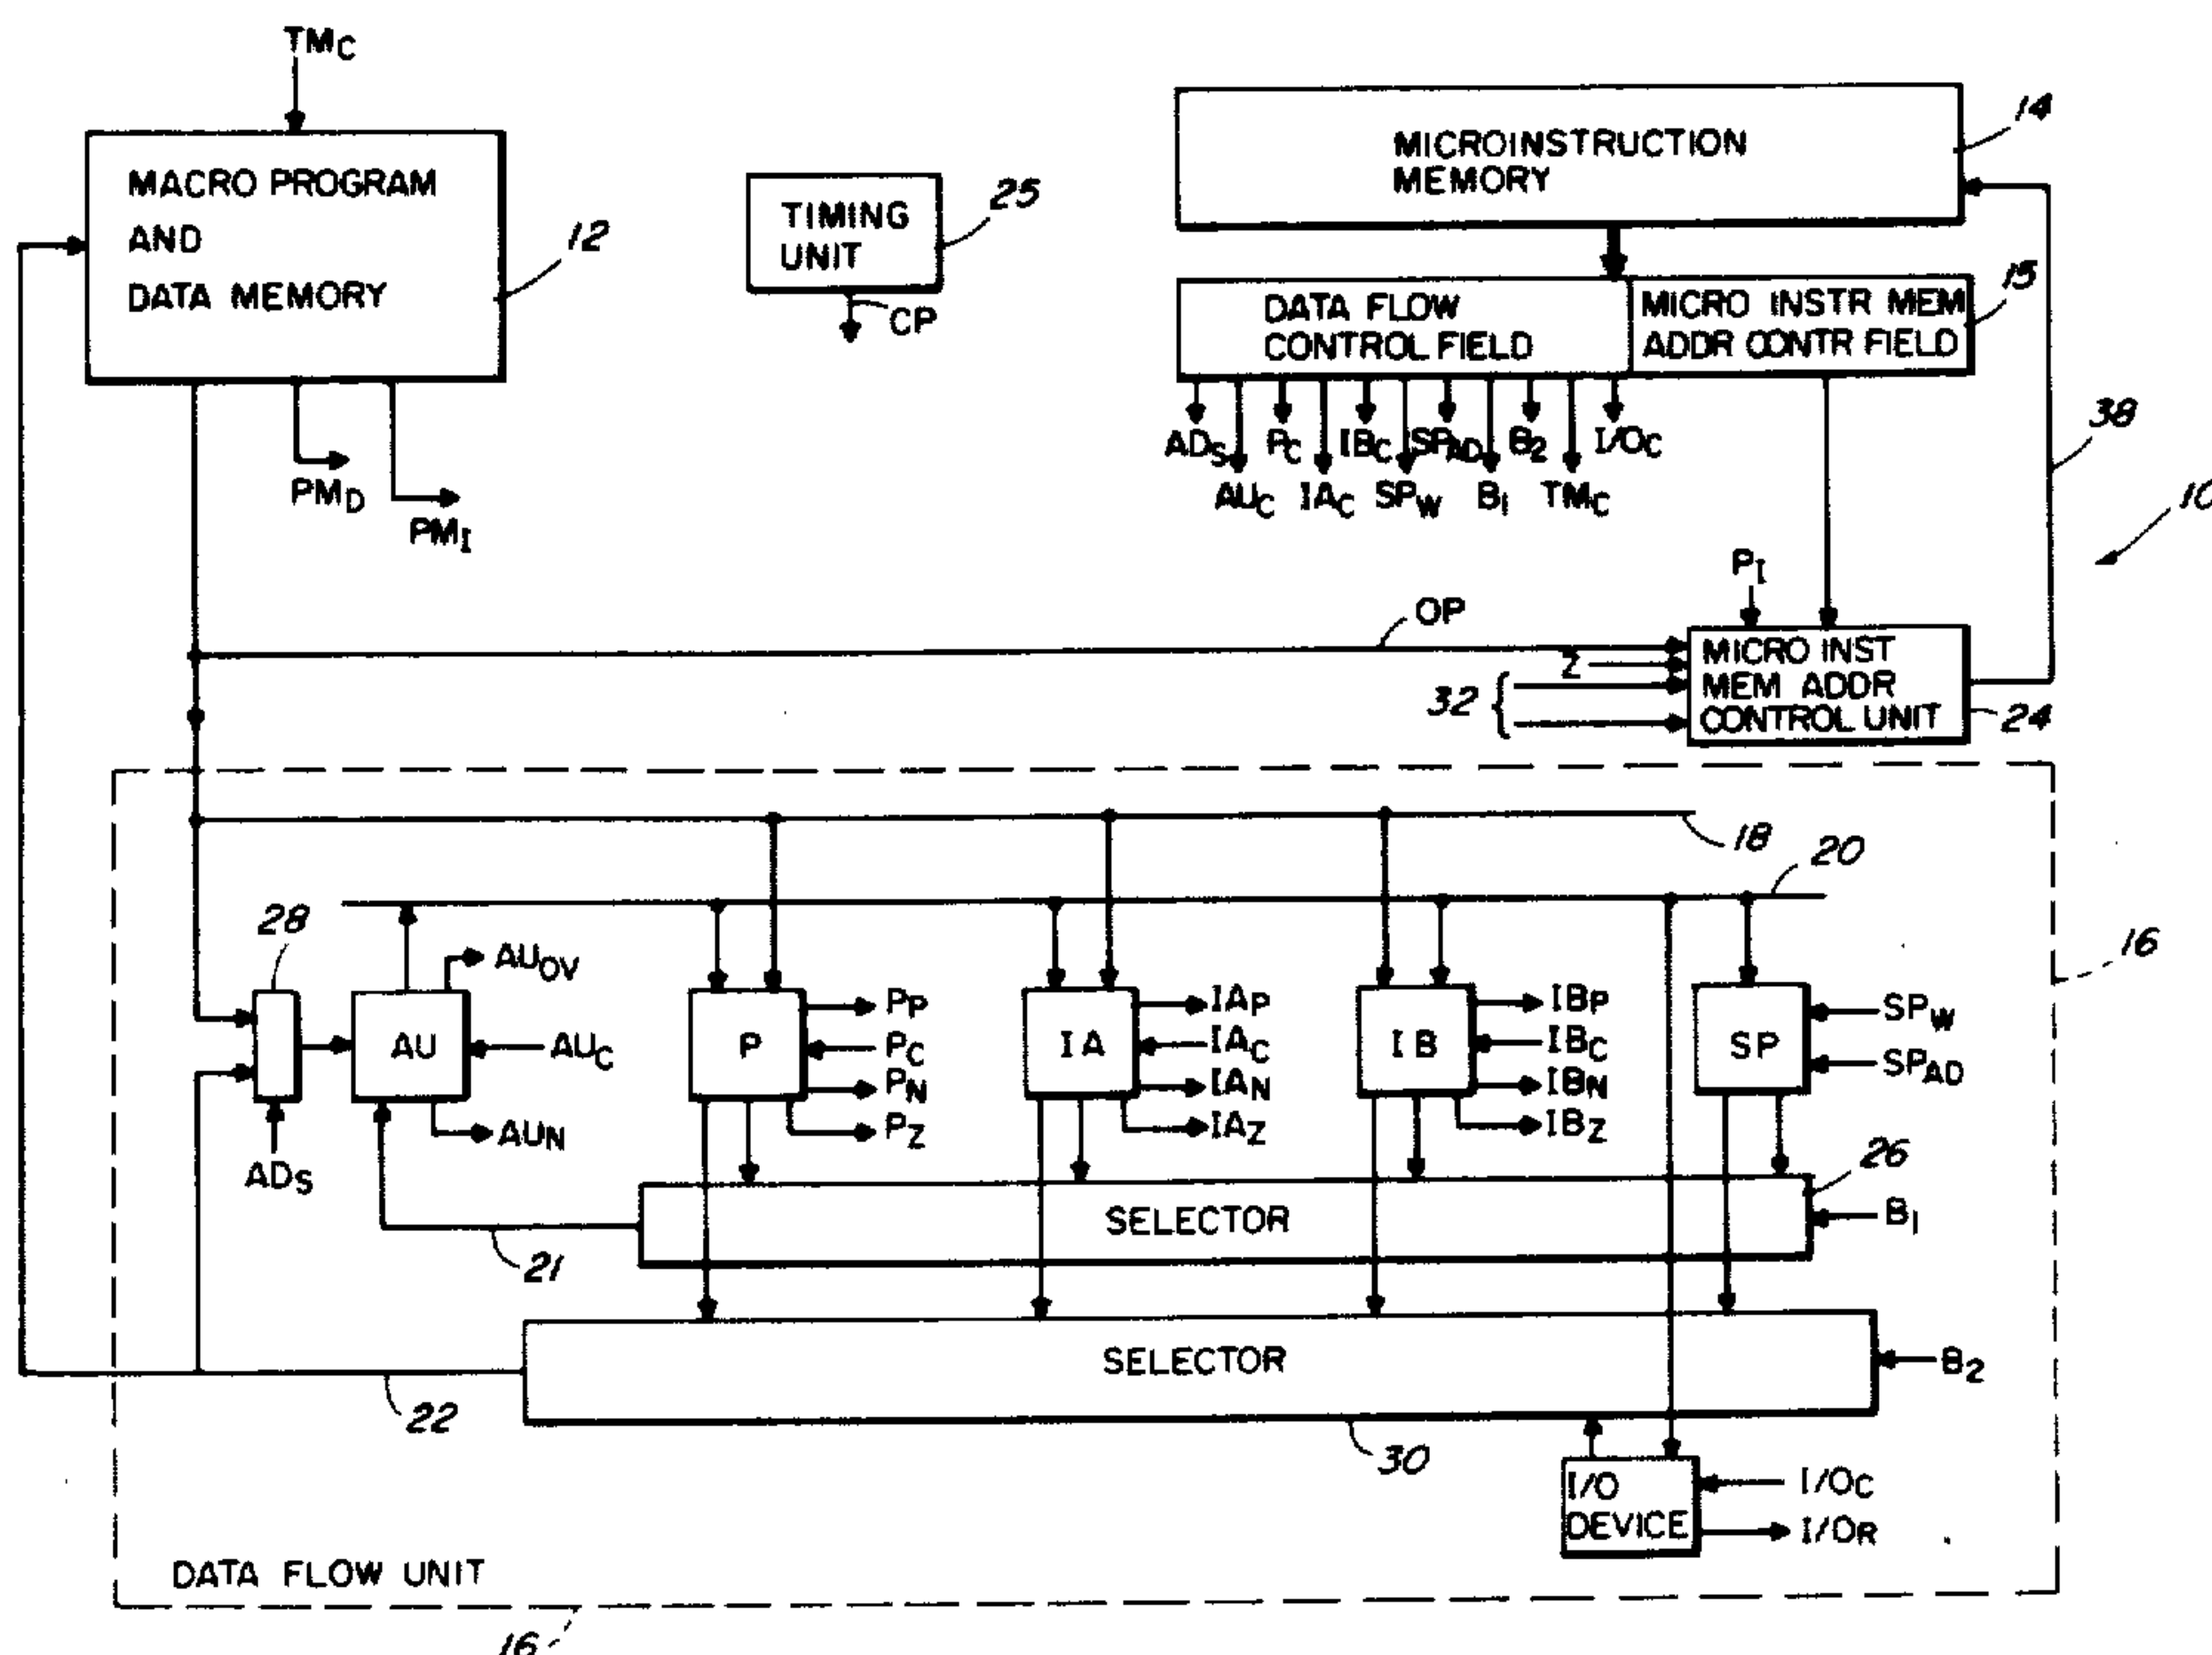 TMC
MACRO PROGRAM
AND
DATA MEMORY
12
TIMING
UNIT
25
CP
MICROINSTRUCTION
MEMORY
14
DATA FLOW
CONTROL FIELD
MICRO INSTR MEM
ADDR CONTR FIELD
15
ADS PC IBC SPAD B2 I/OC
AUC IAC SPW B1 TMC
38
10
PMD
PMI
PI
OP
Z
32
MICRO INST
MEM ADDR
CONTROL UNIT
24
18
20
28
16
AUOV
AU
AUC
AUN
ADS
P
PP
PC
PN
PZ
IA
IAP
IAC
IAN
IAZ
IB
IBP
IBC
IBN
IBZ
SP
SPW
SPAD
26
SELECTOR
B1
21
SELECTOR
B2
22
30
I/O
DEVICE
I/OC
I/OR
DATA FLOW UNIT
16